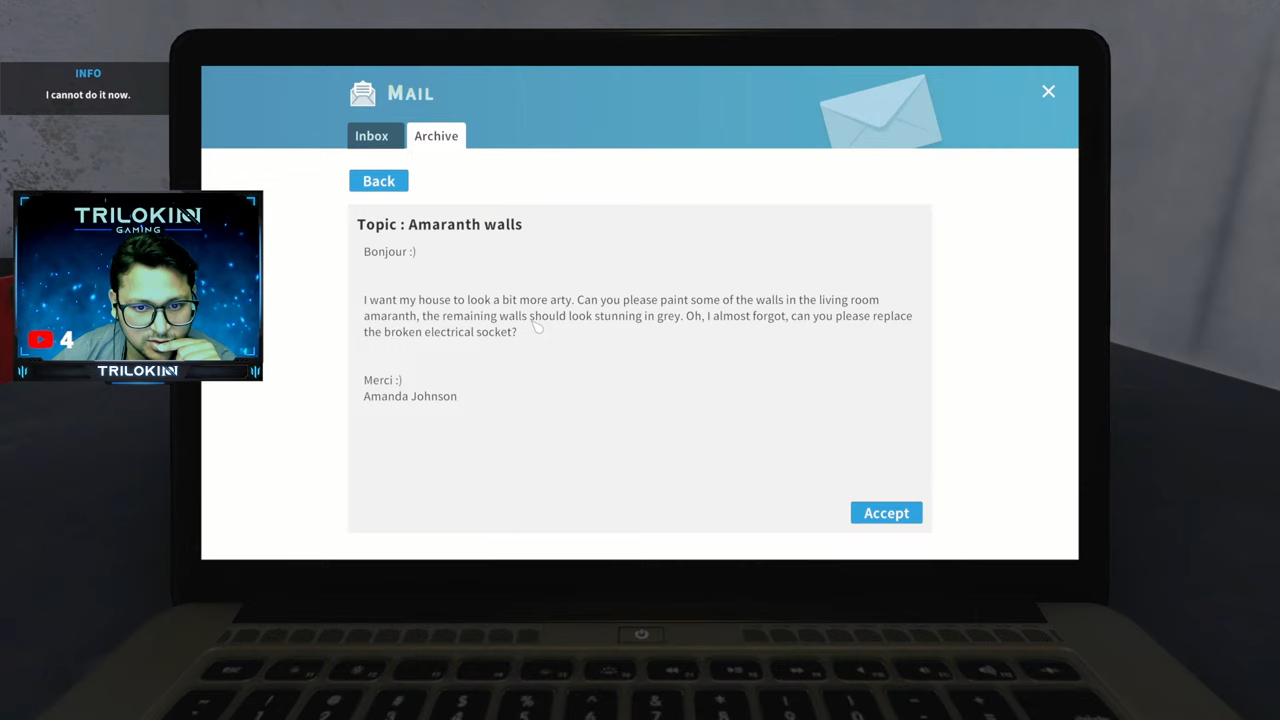 INFO
I cannot do it now.
MAIL
Inbox
Archive
Back
TRILOKIN
GAMING
4
TRILOKIN
Topic : Amaranth walls
Bonjour :)
I want my house to look a bit more arty. Can you please paint some of the walls in the living room
amaranth, the remaining walls should look stunning in grey. Oh, I almost forgot, can you please replace
the broken electrical socket?
Merci :)
Amanda Johnson
Accept